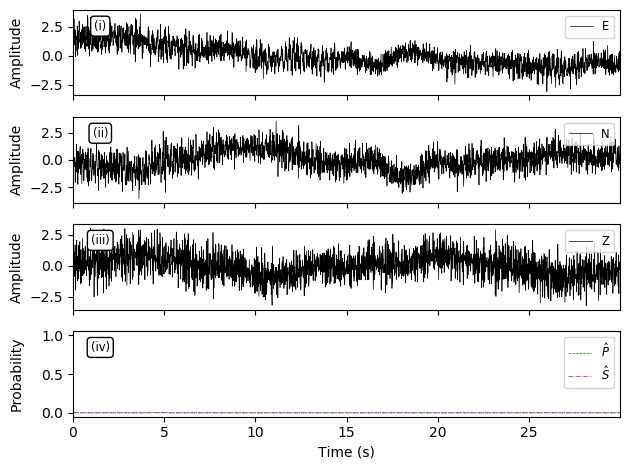 Amplitude
2.5
0.0
−2.5
(i)
E
Amplitude
2.5
0.0
−2.5
(ii)
N
Amplitude
2.5
0.0
−2.5
(iii)
Z
Probability
1.0
0.5
0.0
(iv)
P̂
Ŝ
0 5 10 15 20 25
Time (s)